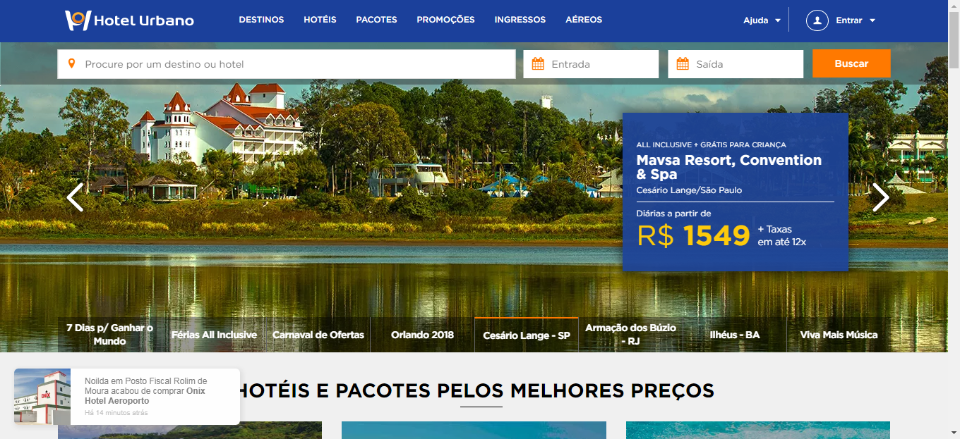 Hotel Urbano
DESTINOS HOTÉIS PACOTES PROMOÇÕES INGRESSOS AÉREOS
Ajuda Entrar
Procure por um destino ou hotel
Entrada
Saída
Buscar
ALL INCLUSIVE + GRÁTIS PARA CRIANÇA
Mavsa Resort, Convention
& Spa
Cesário Lange/São Paulo
Diárias a partir de
R$ 1549 + Taxas
em até 12x
7 Dias p/ Ganhar o
Mundo
Férias All Inclusive
Carnaval de Ofertas
Orlando 2018
Cesário Lange - SP
Armação dos Búzio
- RJ
Ilhéus - BA
Viva Mais Música
HOTÉIS E PACOTES PELOS MELHORES PREÇOS
Noilda em Posto Fiscal Rolim de
Moura acabou de comprar Onix
Hotel Aeroporto
Há 14 minutos atrás